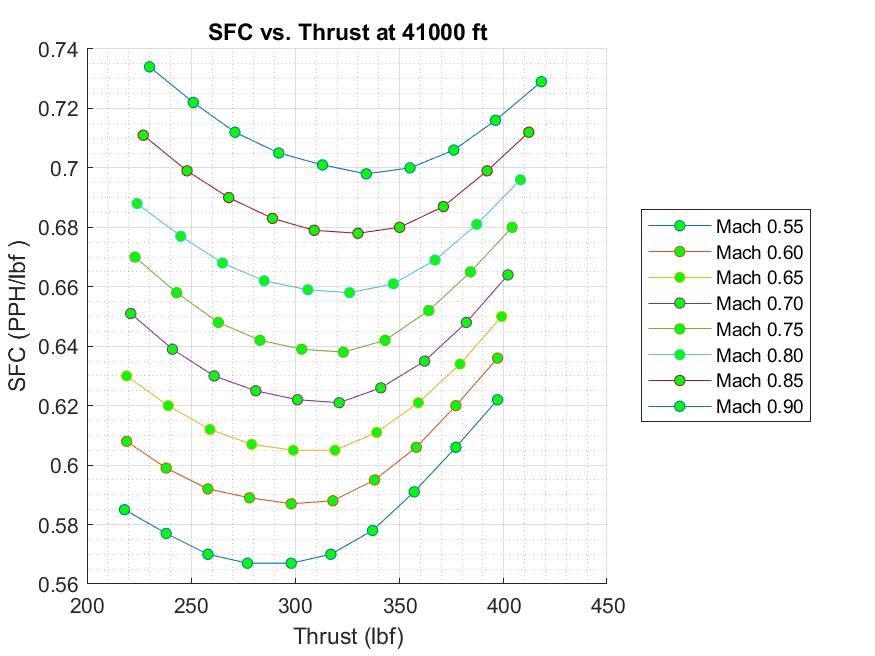 SFC vs. Thrust at 41000 ft
0.74
0.72
0.7
0.68
0.66
0.64
0.62
0.6
0.58
0.56
SFC (PPH/lbf )
200 250 300 350 400 450
Thrust (lbf)
Mach 0.55
Mach 0.60
Mach 0.65
Mach 0.70
Mach 0.75
Mach 0.80
Mach 0.85
Mach 0.90